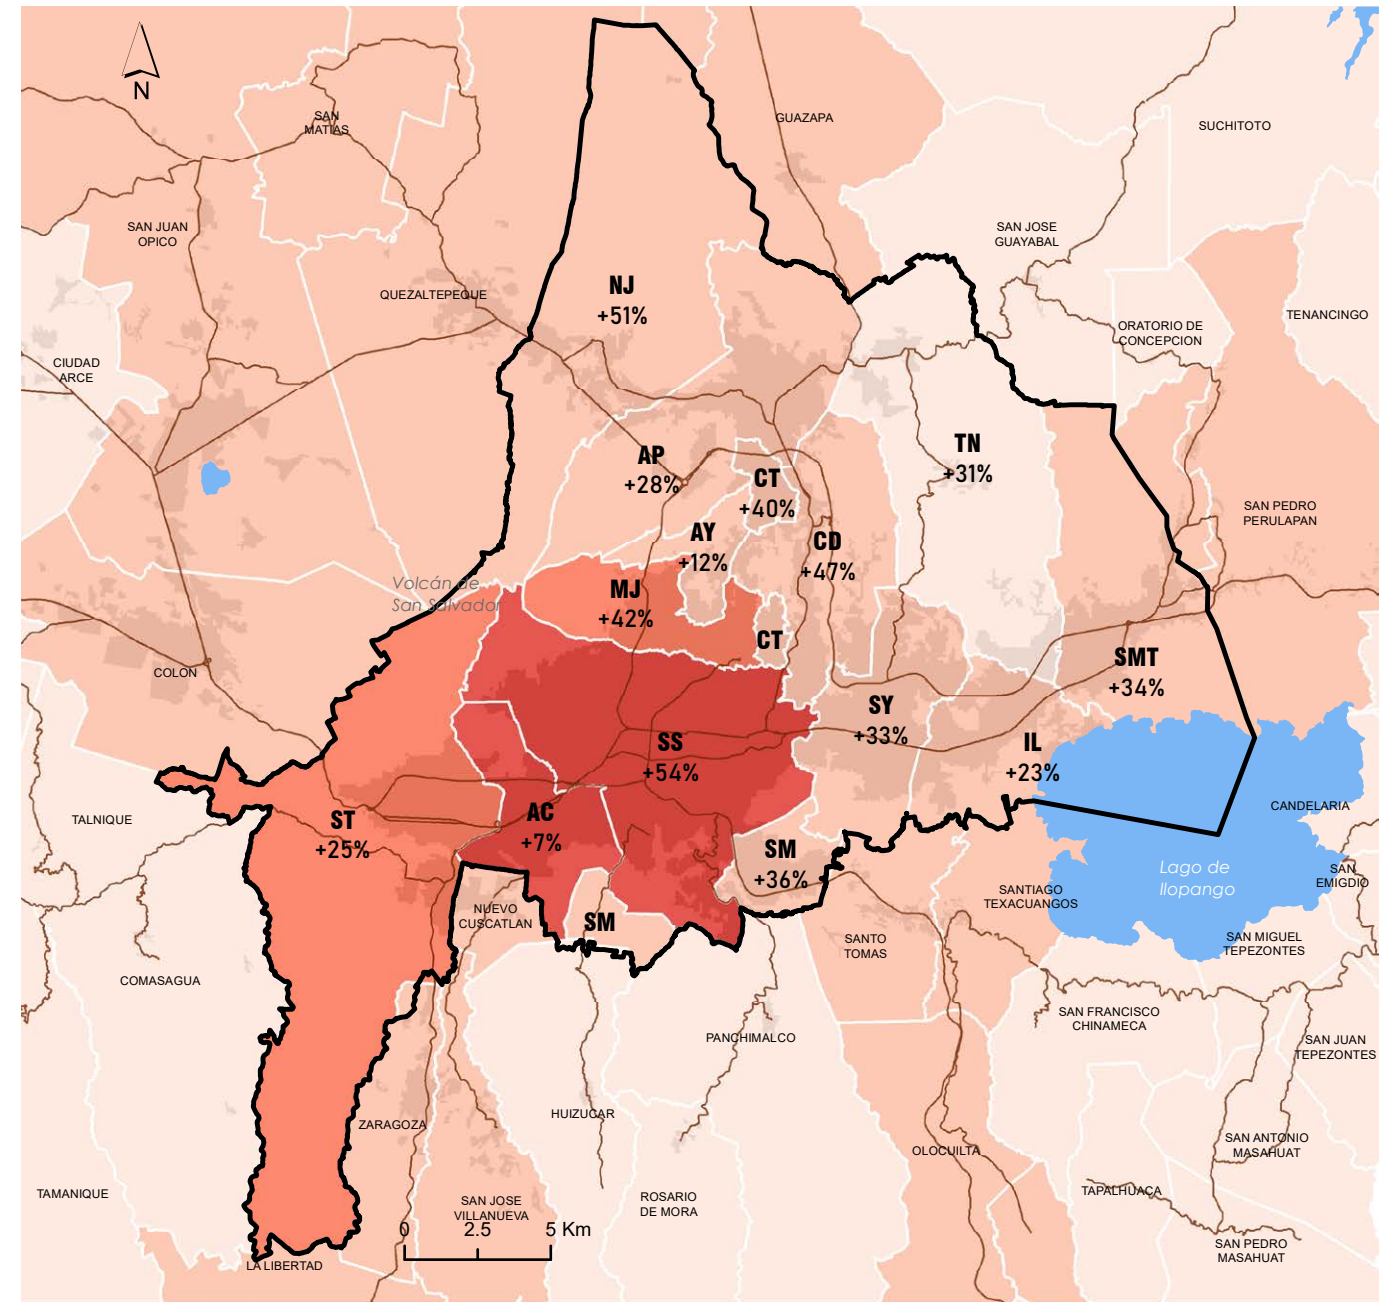 N
SAN
MATIAS
GUAZAPA
SUCHITOTO
SAN JUAN
OPICO
SAN JOSE
GUAYABAL
QUEZALTEPEQUE
NJ
+51%
TENANCINGO
ORATORIO DE
CONCEPCION
CIUDAD
ARCE
AP
+28%
TN
+31%
CT
+40%
SAN PEDRO
PERULAPAN
AY
+12%
CD
+47%
Volcán de
San Salvador
MJ
+42%
CT
SMT
+34%
COLON
SY
+33%
SS
+54%
IL
+23%
CANDELARIA
TALNIQUE
ST
+25%
AC
+7%
SM
+36%
Lago de
Ilopango
SAN
EMIGDIO
SANTIAGO
TEXACUANGOS
NUEVO
CUSCATLAN
SM
SANTO
TOMAS
SAN MIGUEL
TEPEZONTES
COMASAGUA
SAN FRANCISCO
CHINAMECA
PANCHIMALCO
SAN JUAN
TEPEZONTES
HUIZUCAR
ZARAGOZA
SAN ANTONIO
MASAHUAT
OLOCUILTA
TAMANIQUE
TAPALHUACA
SAN JOSE
VILLANUEVA
ROSARIO
DE MORA
0 2.5 5 Km
SAN PEDRO
MASAHUAT
LA LIBERTAD